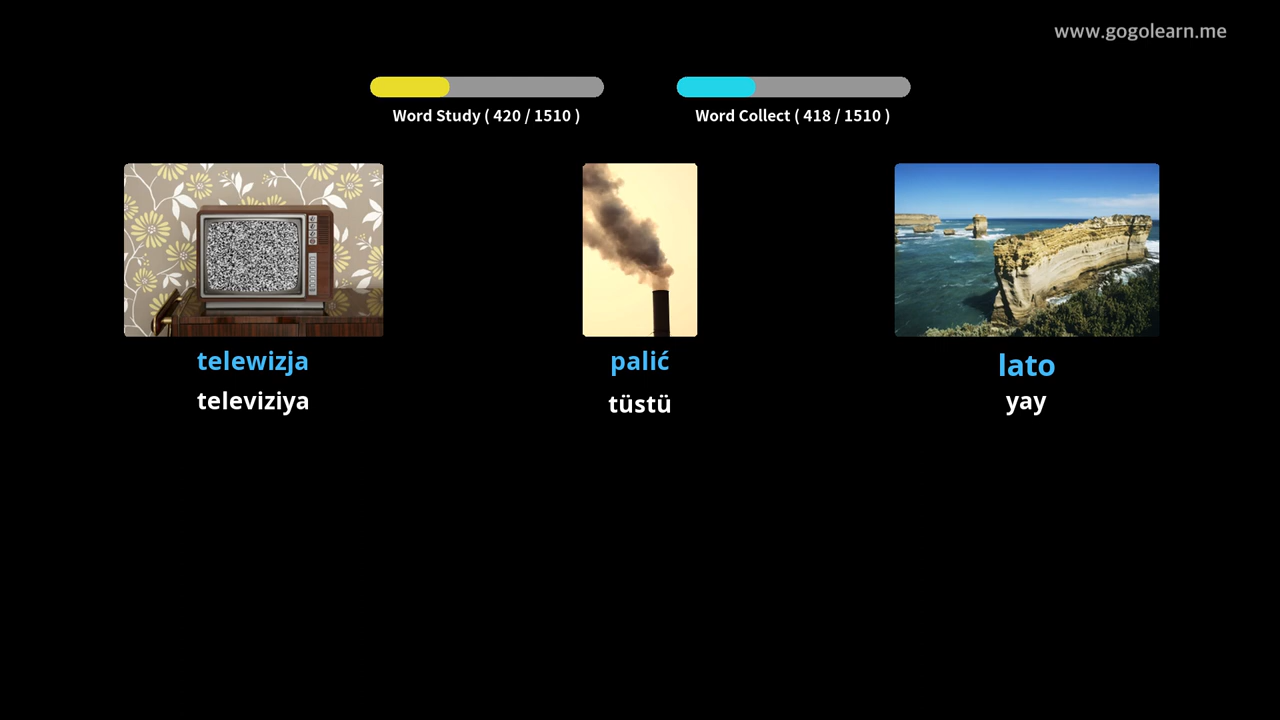 www.gogolearn.me
Word Study ( 420 / 1510 )
Word Collect ( 418 / 1510 )
telewizja
palić
lato
televiziya
tüstü
yay